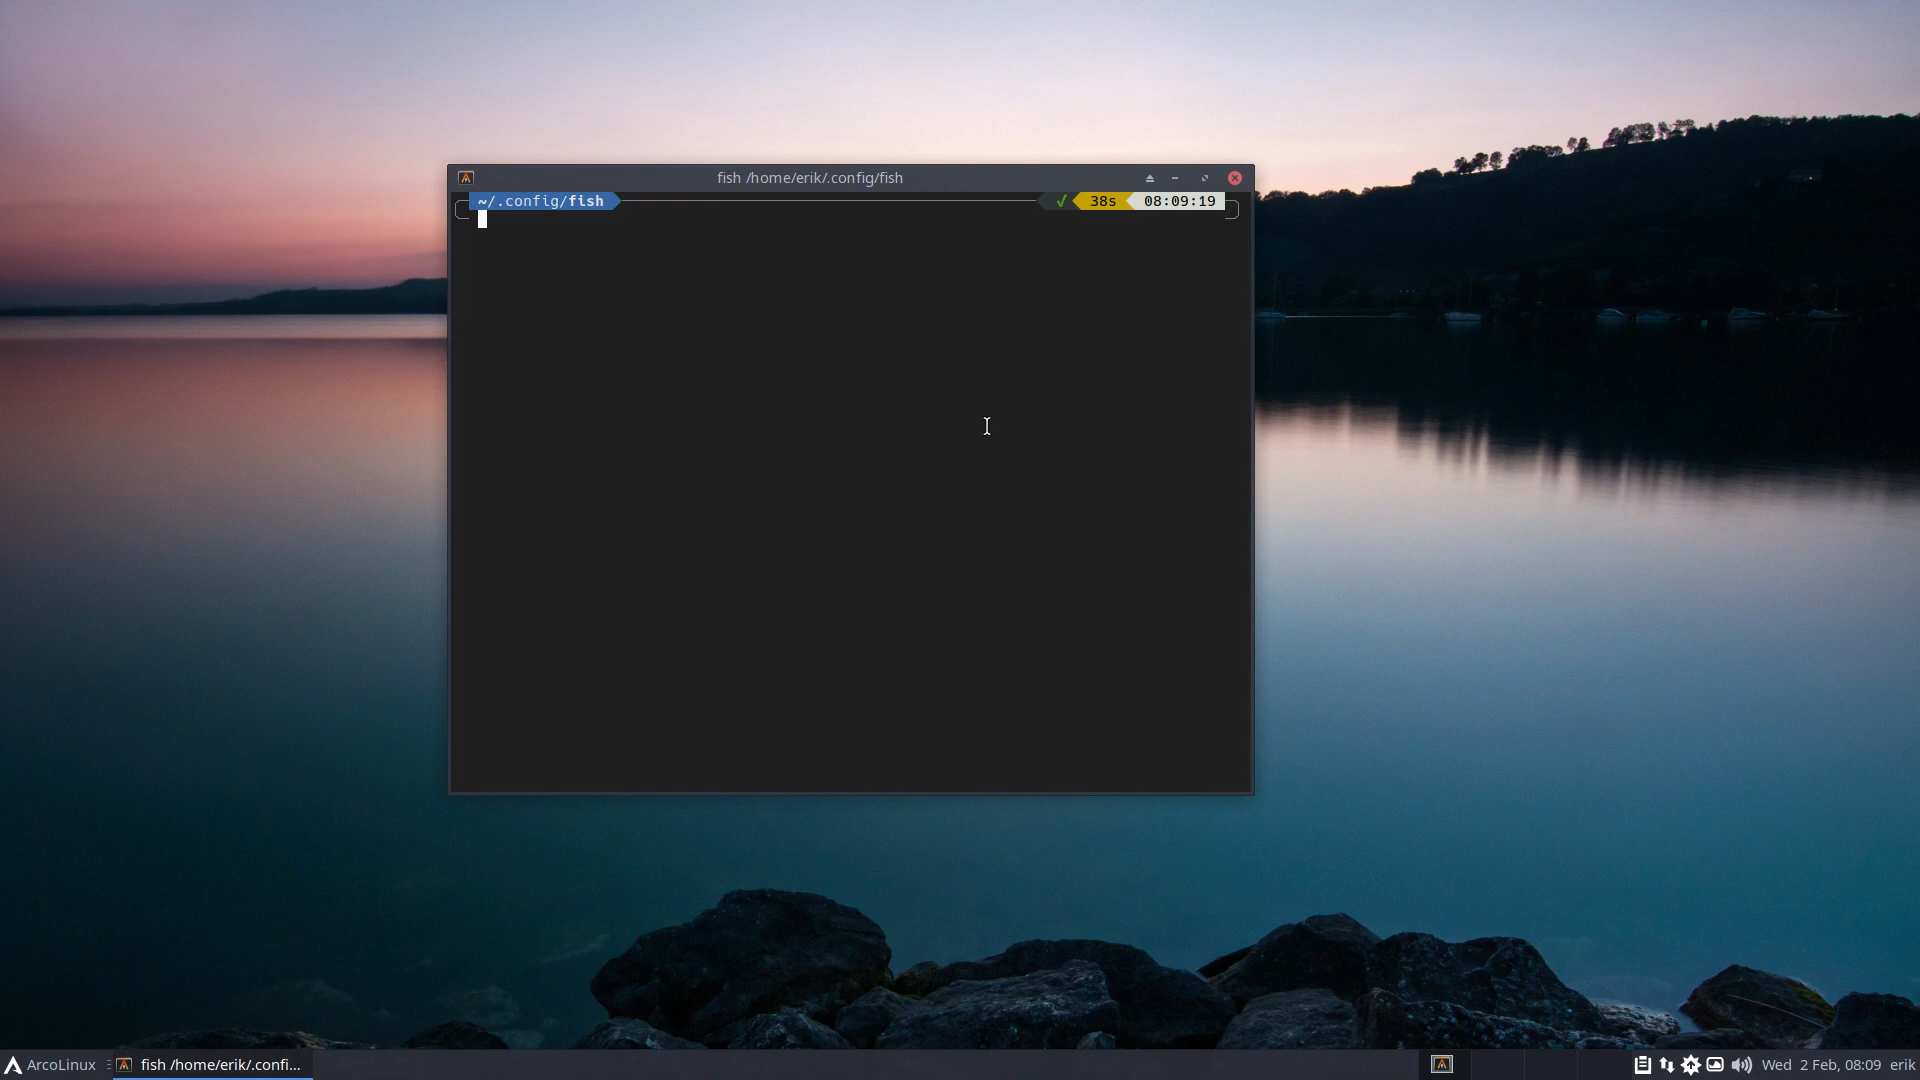 fish /home/erik/.config/fish
~/.config/fish ✓ 38s 08:09:19
ArcoLinux fish /home/erik/.confi... Wed 2 Feb, 08:09 erik